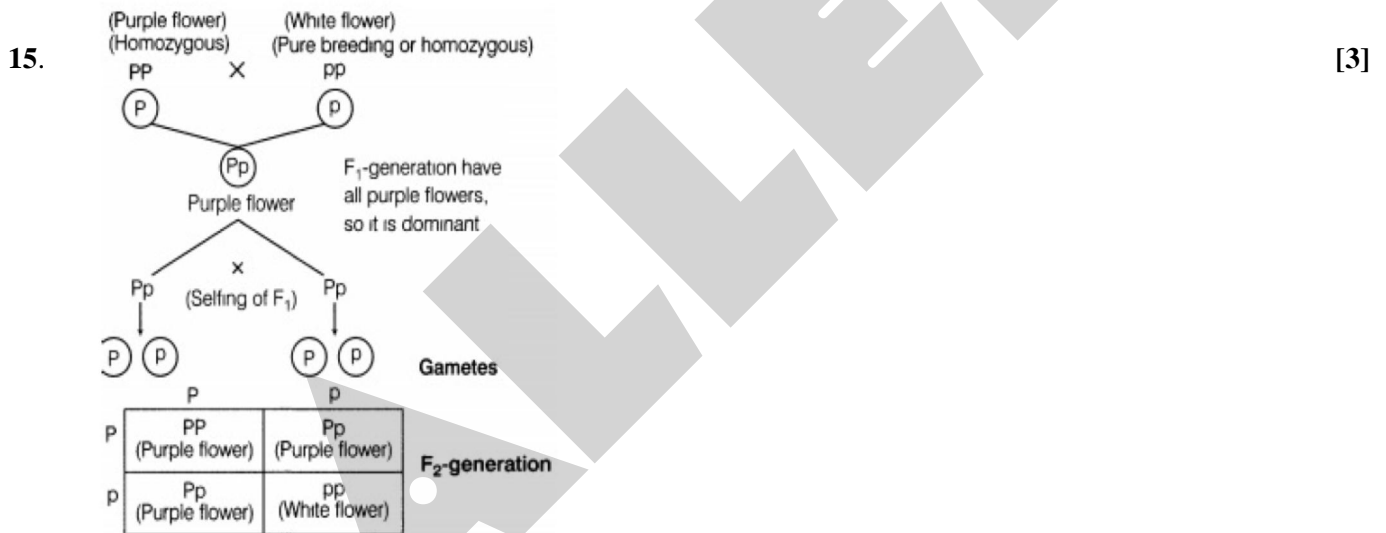 (Purple flower) (White flower)
(Homozygous) (Pure breeding or homozygous)
15. [3]
PP × pp
P p
Pp
F₁-generation have
all purple flowers,
so it is dominant
Purple flower
×
Pp (Selfing of F₁) Pp
P p P p Gametes
P p
P PP Pp
(Purple flower) (Purple flower)
F₂-generation
p Pp pp
(Purple flower) (White flower)
ALLE